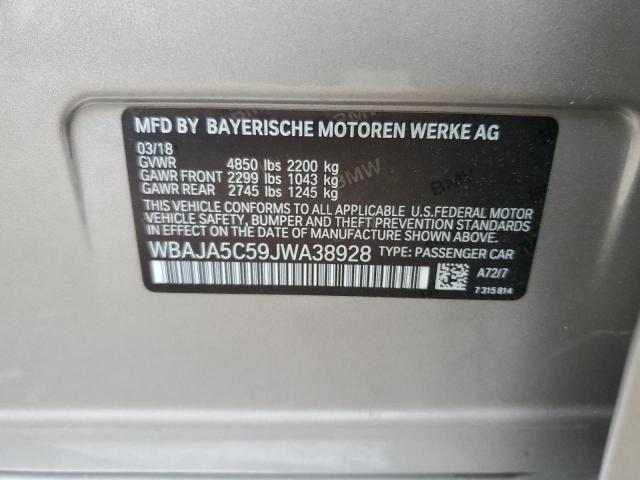 MFD BY BAYERISCHE MOTOREN WERKE AG
03/18
GVWR 4850 lbs 2200 kg
GAWR FRONT 2299 lbs 1043 kg
GAWR REAR 2745 lbs 1245 kg
THIS VEHICLE CONFORMS TO ALL APPLICABLE U.S.FEDERAL MOTOR
VEHICLE SAFETY, BUMPER AND THEFT PREVENTION STANDARDS
IN EFFECT ON THE DATE OF MANUFACTURE SHOWN ABOVE.
WBAJA5C59JWA38928 TYPE: PASSENGER CAR
A72/7
7 315 814
BMW
BMW
BMW